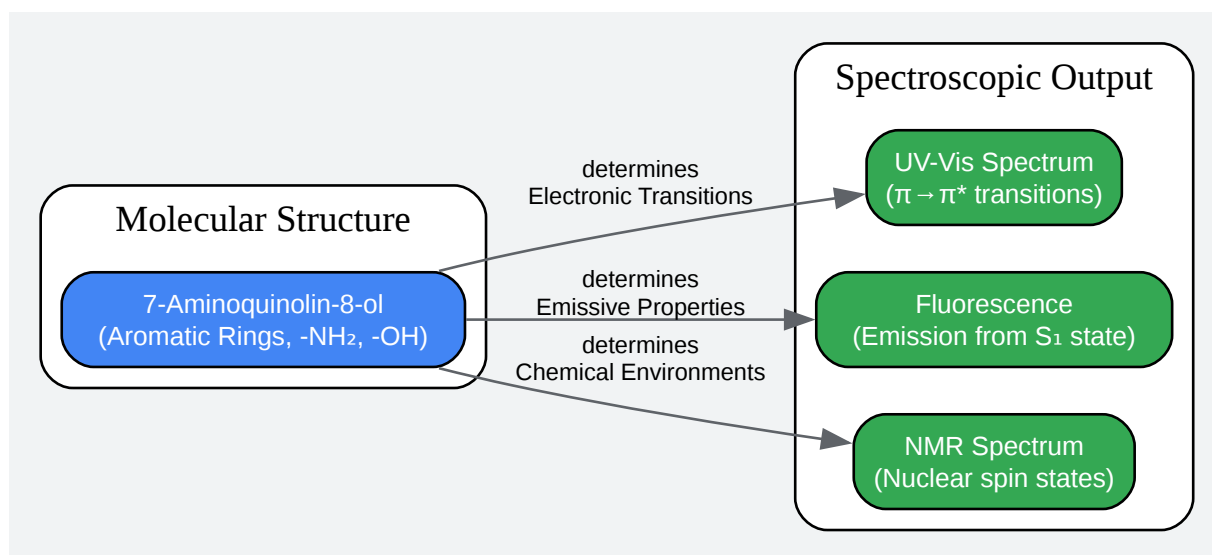 Molecular Structure
7-Aminoquinolin-8-ol
(Aromatic Rings, -NH₂, -OH)
determines
Electronic Transitions
determines
Emissive Properties
determines
Chemical Environments
Spectroscopic Output
UV-Vis Spectrum
(π→π* transitions)
Fluorescence
(Emission from S₁ state)
NMR Spectrum
(Nuclear spin states)